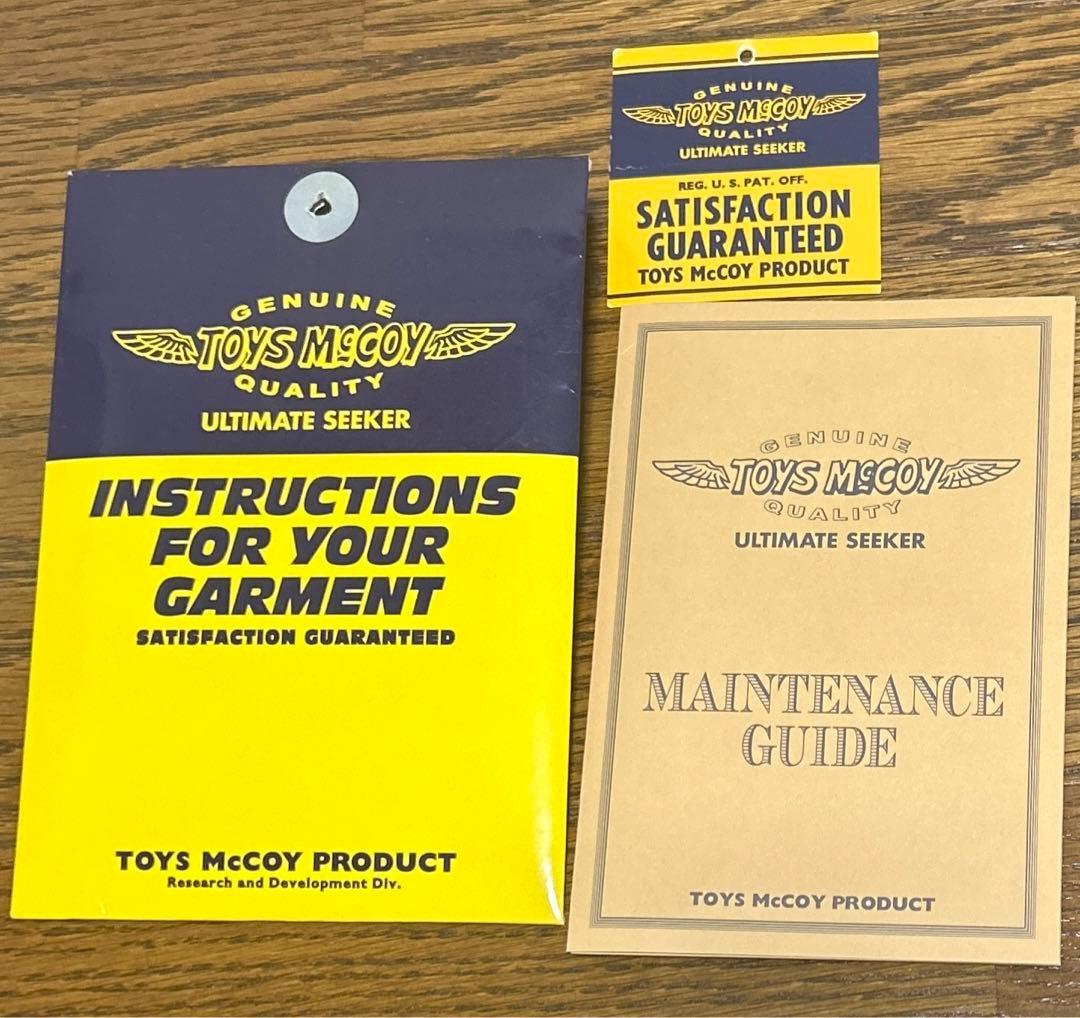 GENUINE
TOYS McCOY
QUALITY
ULTIMATE SEEKER
INSTRUCTIONS
FOR YOUR
GARMENT
SATISFACTION GUARANTEED
TOYS McCOY PRODUCT
Research and Development Div.
GENUINE
TOYS McCOY
QUALITY
ULTIMATE SEEKER
REG. U. S. PAT. OFF.
SATISFACTION
GUARANTEED
TOYS McCOY PRODUCT
GENUINE
TOYS McCOY
QUALITY
ULTIMATE SEEKER
MAINTENANCE
GUIDE
TOYS McCOY PRODUCT